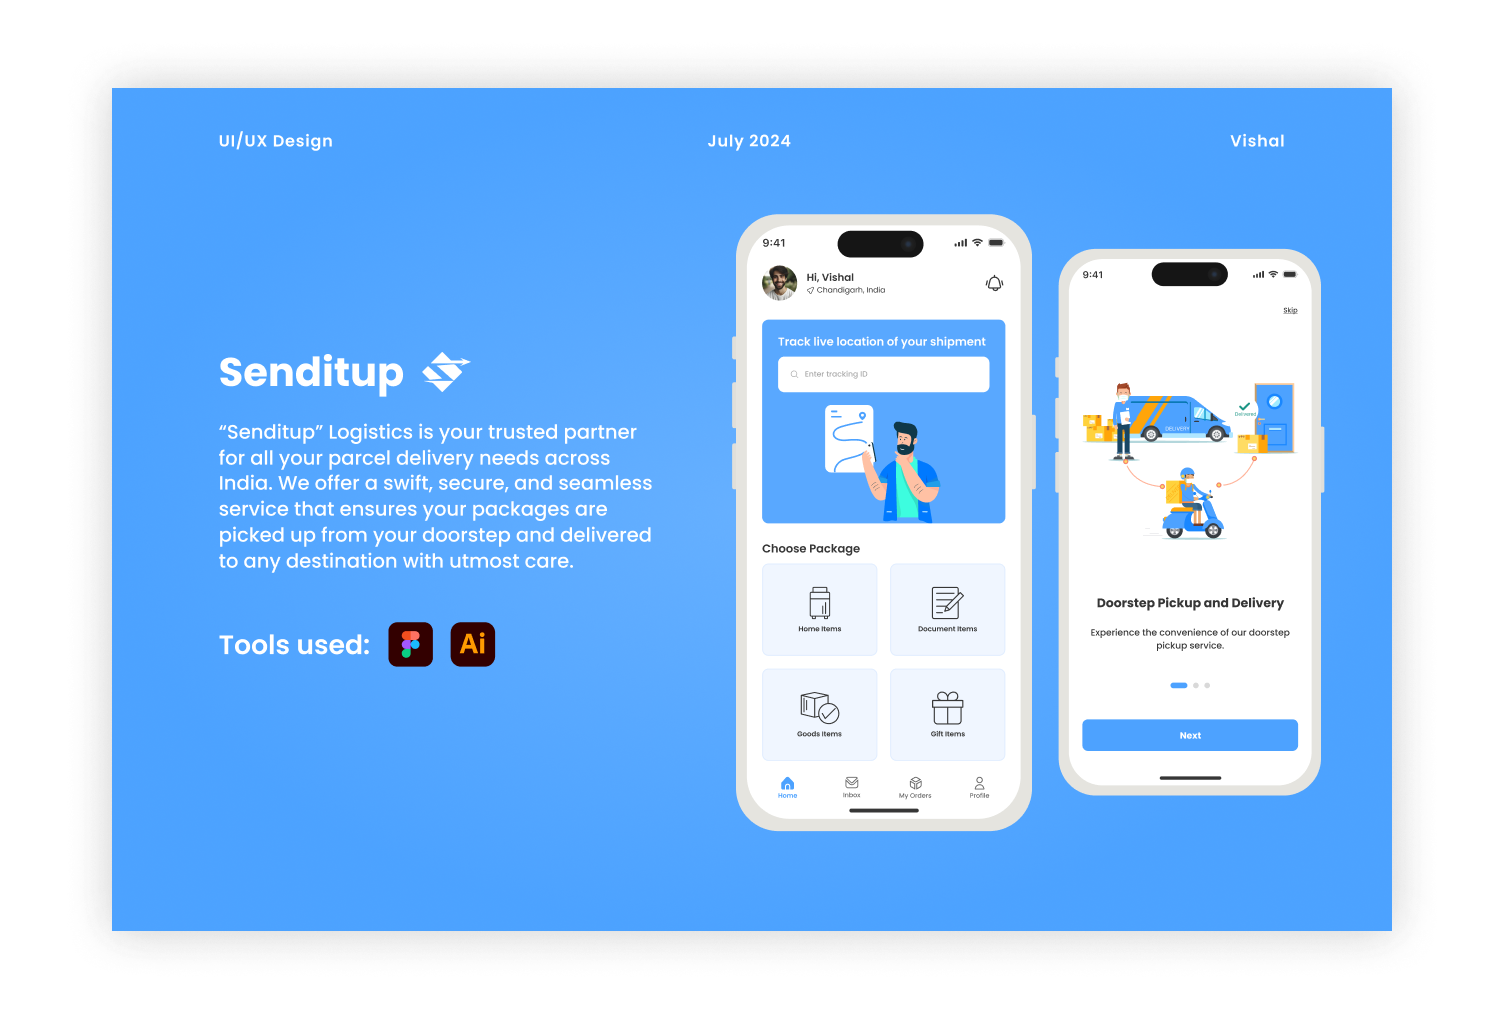 UI/UX Design
July 2024
Vishal
Senditup
“Senditup” Logistics is your trusted partner
for all your parcel delivery needs across
India. We offer a swift, secure, and seamless
service that ensures your packages are
picked up from your doorstep and delivered
to any destination with utmost care.
Tools used:
Ai
9:41
Hi, Vishal
Chandigarh, India
Track live location of your shipment
Enter tracking ID
Choose Package
Home Items
Document Items
Goods Items
Gift Items
Home
Inbox
My Orders
Profile
9:41
Skip
Delivered
DELIVERY
Doorstep Pickup and Delivery
Experience the convenience of our doorstep
pickup service.
Next